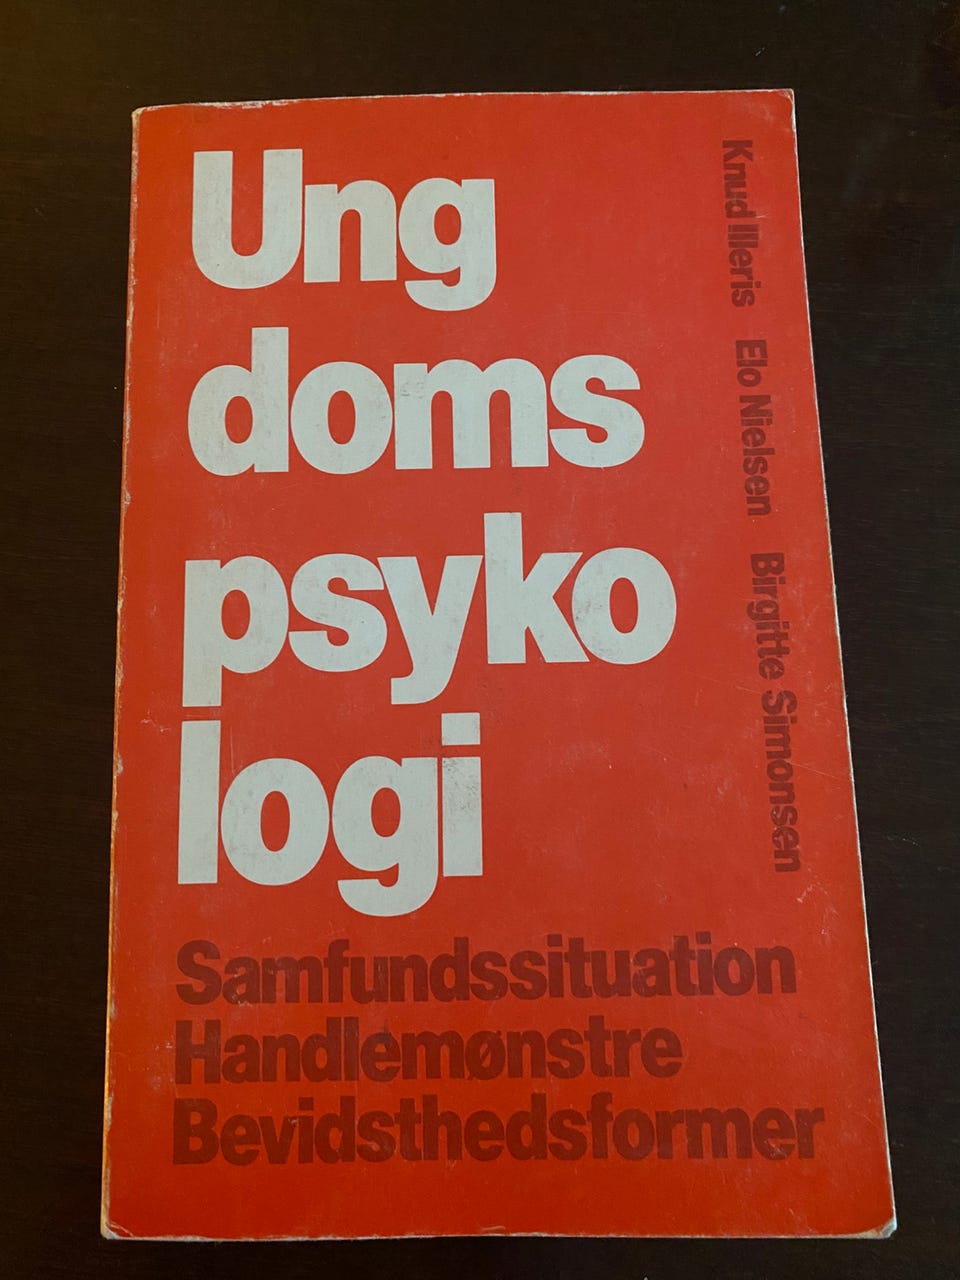 Ung
doms
psyko
logi
Knud Illeris Elo Nielsen Birgitte Simonsen
Samfundssituation
Handlemønstre
Bevidsthedsformer